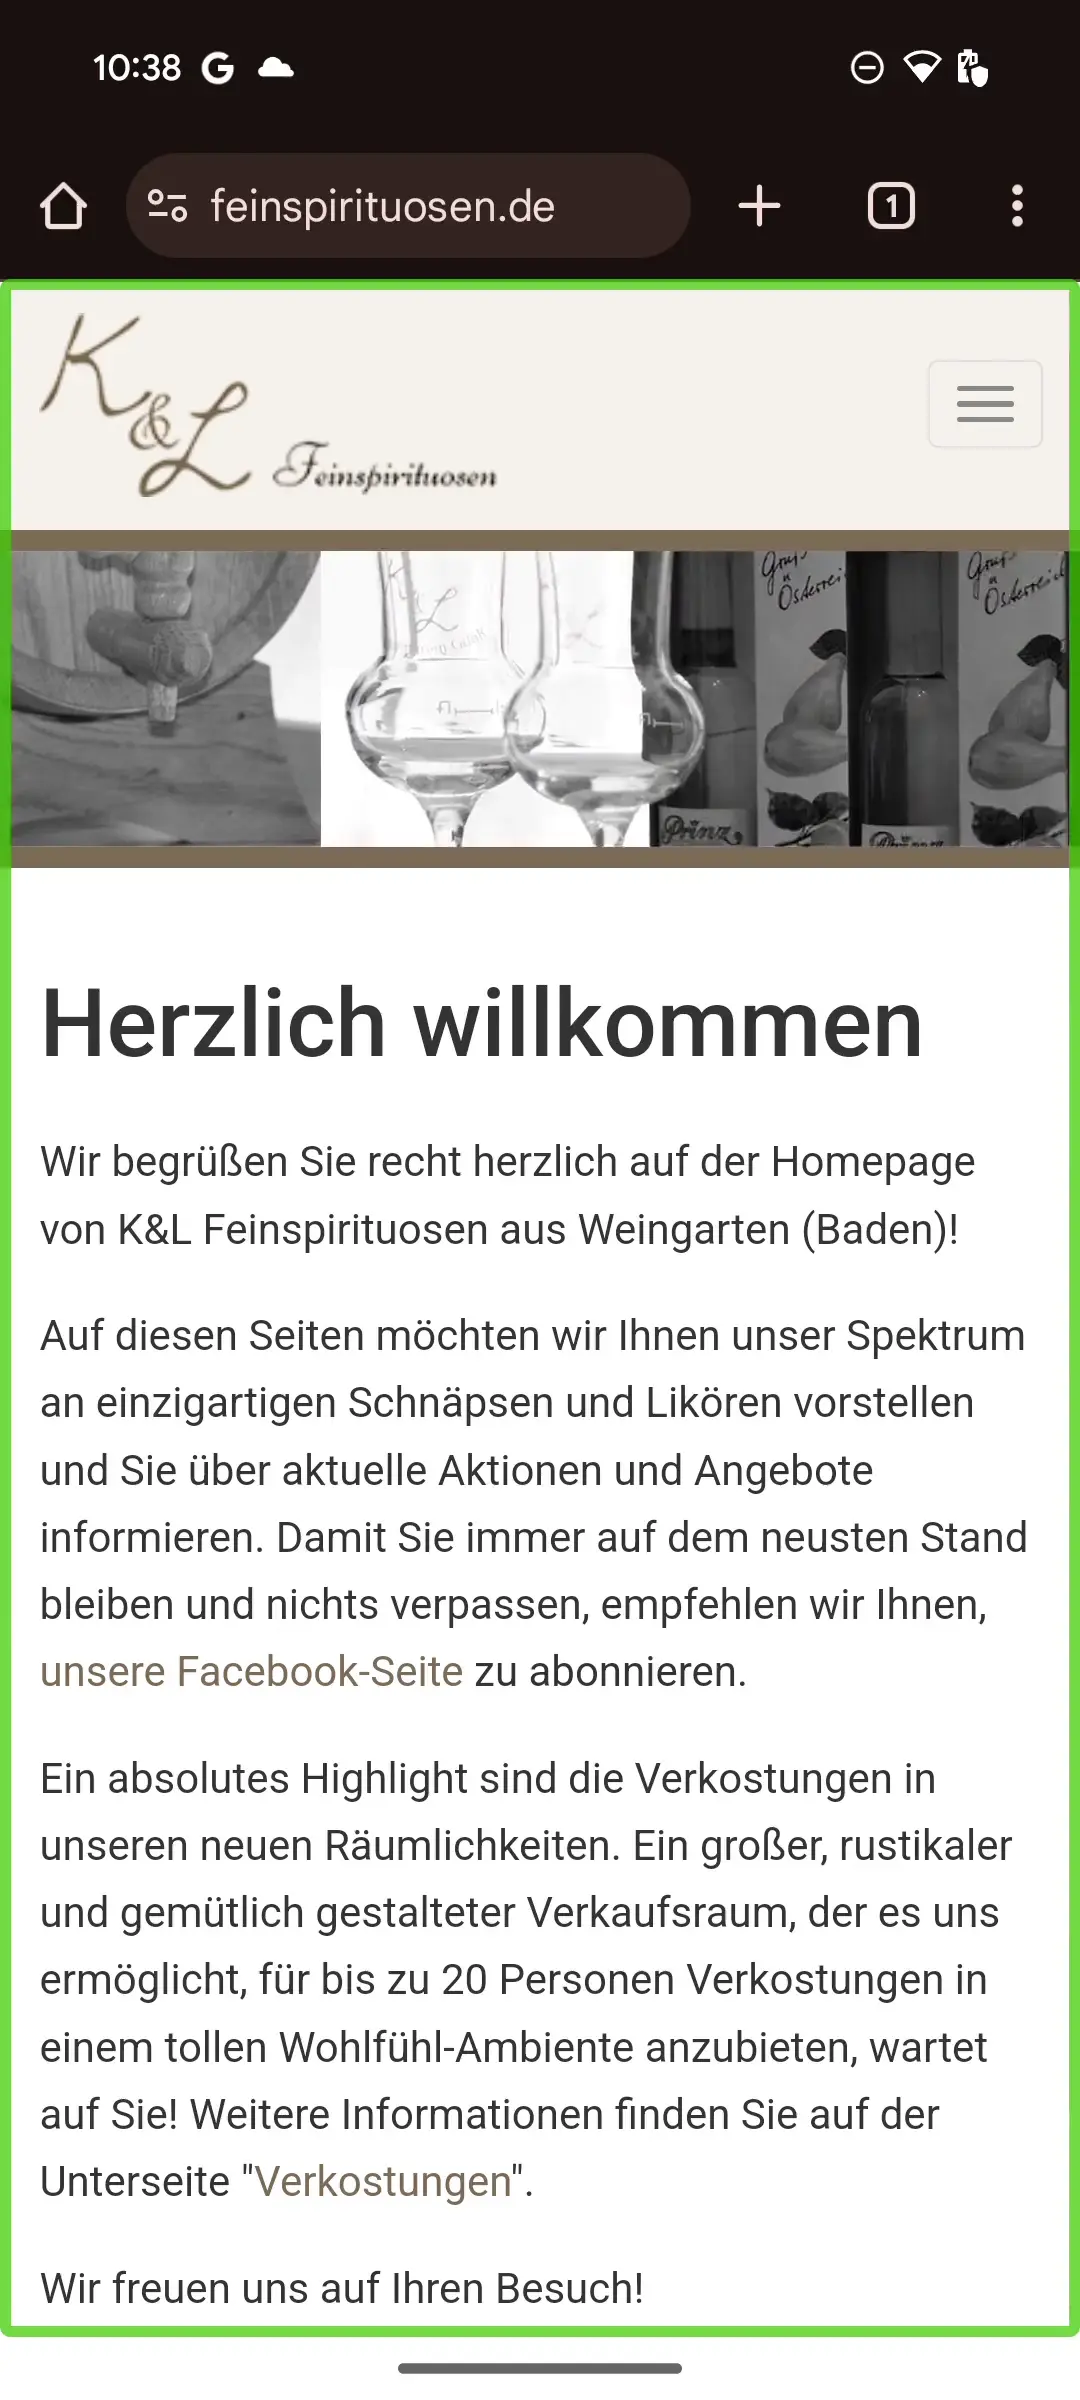 10:38
feinspirituosen.de
1
K&L Feinspirituosen
Gruß Österreich
Prinz
Herzlich willkommen
Wir begrüßen Sie recht herzlich auf der Homepage
von K&L Feinspirituosen aus Weingarten (Baden)!
Auf diesen Seiten möchten wir Ihnen unser Spektrum
an einzigartigen Schnäpsen und Likören vorstellen
und Sie über aktuelle Aktionen und Angebote
informieren. Damit Sie immer auf dem neusten Stand
bleiben und nichts verpassen, empfehlen wir Ihnen,
unsere Facebook-Seite zu abonnieren.
Ein absolutes Highlight sind die Verkostungen in
unseren neuen Räumlichkeiten. Ein großer, rustikaler
und gemütlich gestalteter Verkaufsraum, der es uns
ermöglicht, für bis zu 20 Personen Verkostungen in
einem tollen Wohlfühl-Ambiente anzubieten, wartet
auf Sie! Weitere Informationen finden Sie auf der
Unterseite "Verkostungen".
Wir freuen uns auf Ihren Besuch!